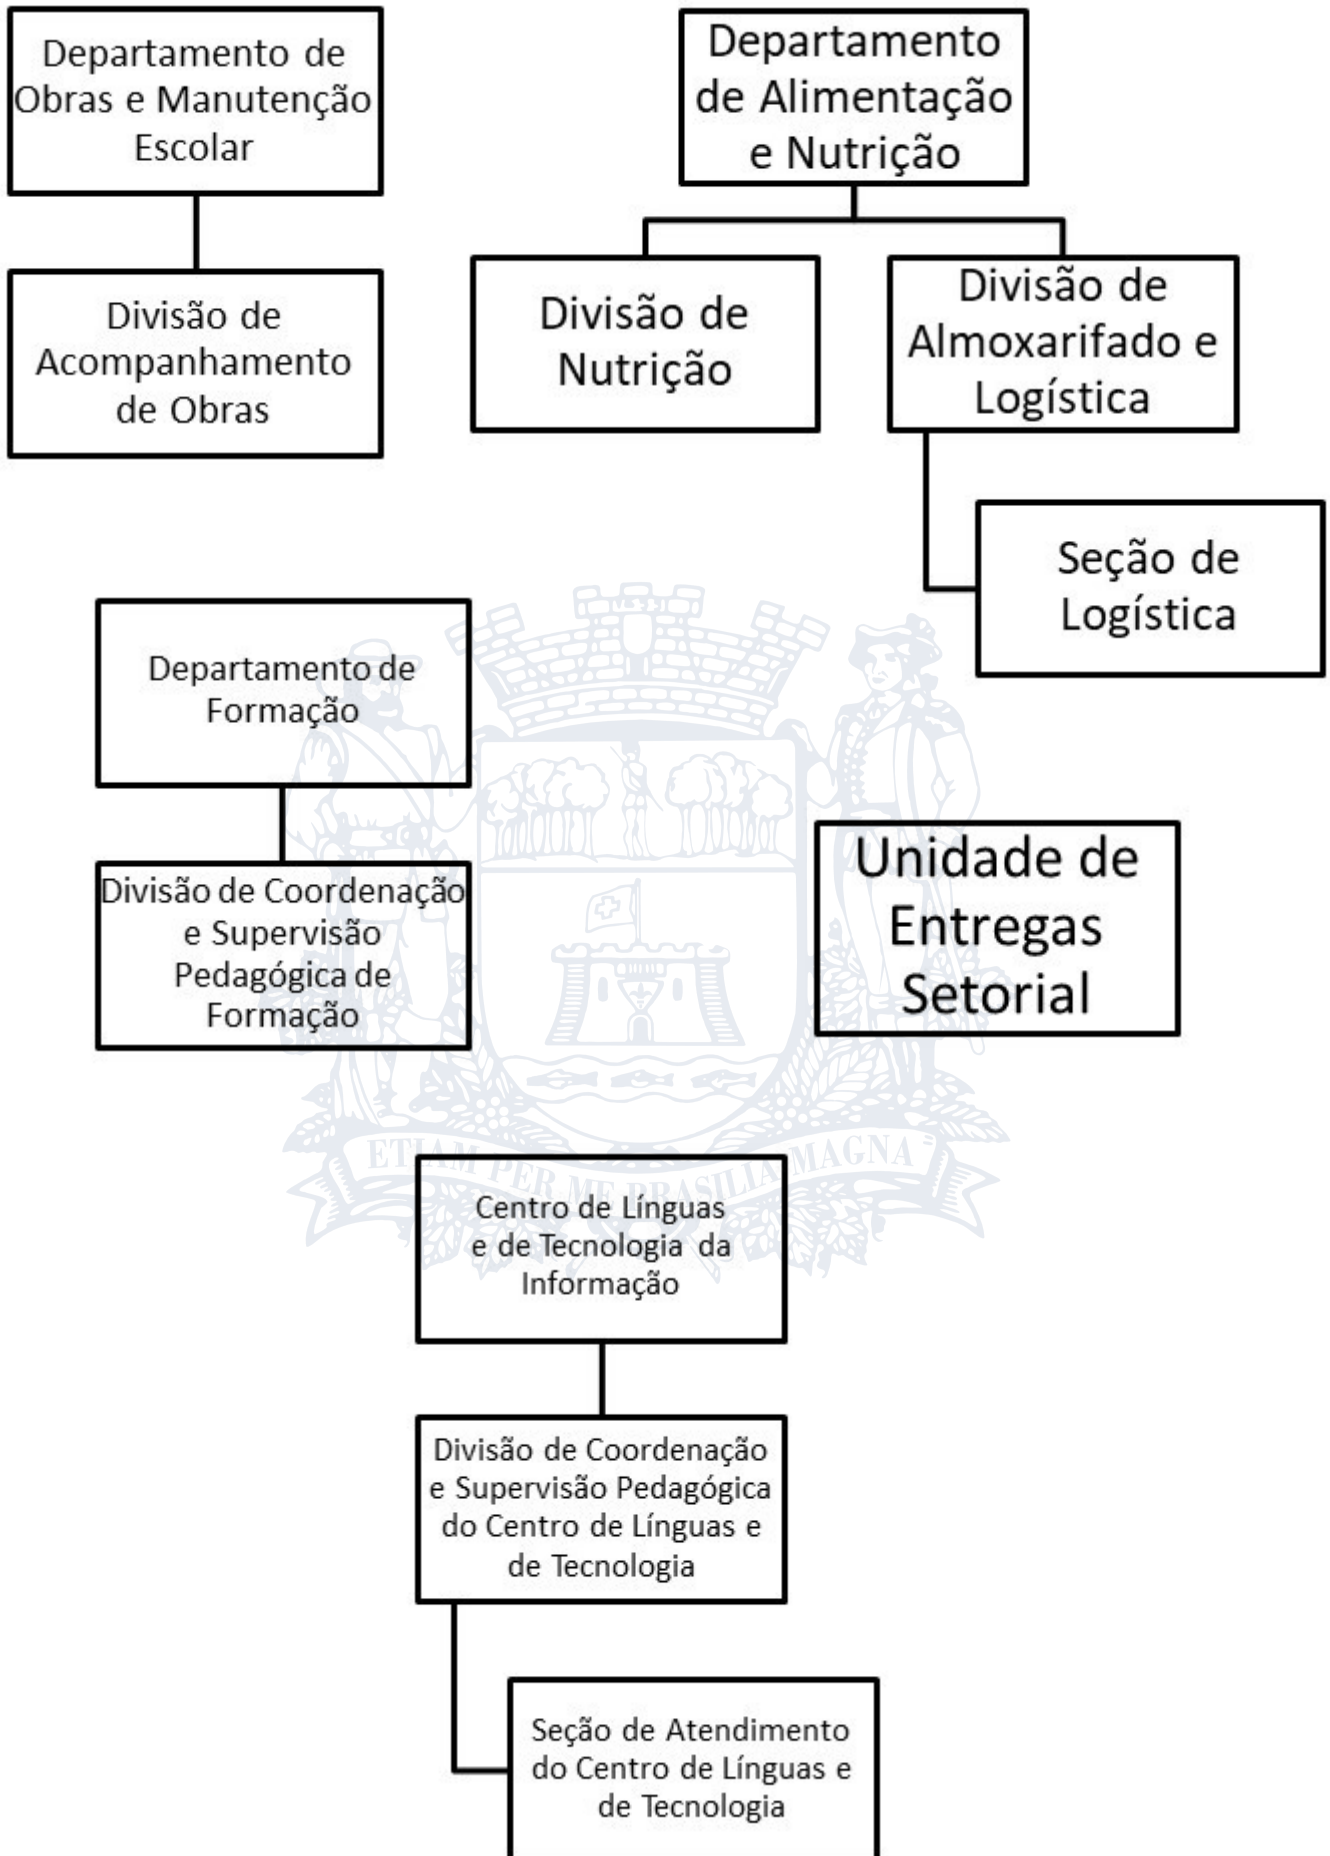 Departamento de
Obras e Manutenção
Escolar
Divisão de
Acompanhamento
de Obras
Departamento
de Alimentação
e Nutrição
Divisão de
Nutrição
Divisão de
Almoxarifado e
Logística
Seção de
Logística
Departamento de
Formação
Divisão de Coordenação
e Supervisão
Pedagógica de
Formação
Unidade de
Entregas
Setorial
ETIAM PER ME BRASILIA MAGNA
Centro de Línguas
e de Tecnologia da
Informação
Divisão de Coordenação
e Supervisão Pedagógica
do Centro de Línguas e
de Tecnologia
Seção de Atendimento
do Centro de Línguas e
de Tecnologia